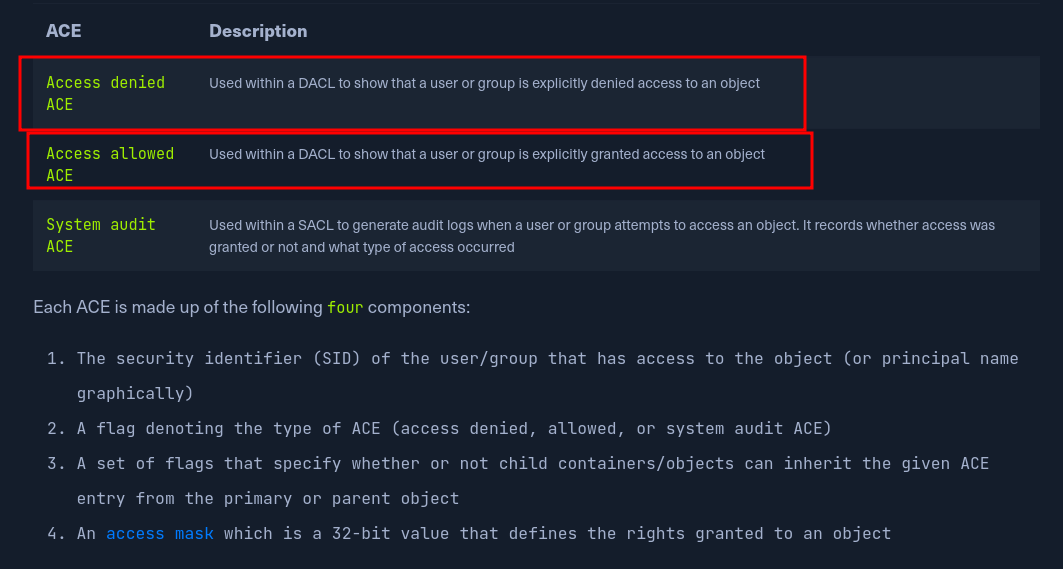 ACE Description
Access denied Used within a DACL to show that a user or group is explicitly denied access to an object
ACE
Access allowed Used within a DACL to show that a user or group is explicitly granted access to an object
ACE
System audit Used within a SACL to generate audit logs when a user or group attempts to access an object. It records whether access was
ACE granted or not and what type of access occurred
Each ACE is made up of the following four components:
1. The security identifier (SID) of the user/group that has access to the object (or principal name
graphically)
2. A flag denoting the type of ACE (access denied, allowed, or system audit ACE)
3. A set of flags that specify whether or not child containers/objects can inherit the given ACE
entry from the primary or parent object
4. An access mask which is a 32-bit value that defines the rights granted to an object